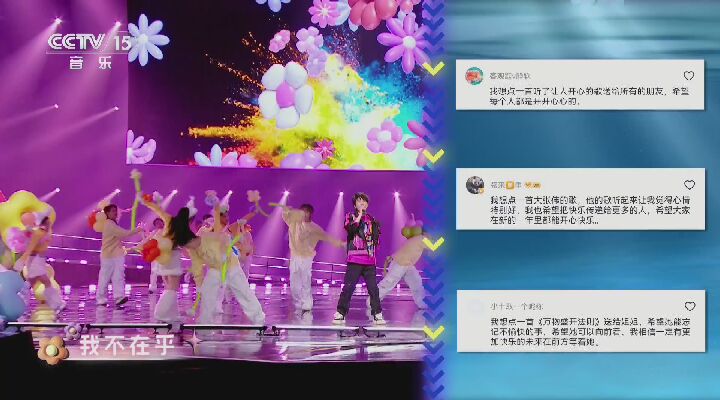 CCTV 15
音乐
我想点一首听了让人开心的歌送给所有的朋友，希望
每个人都是开开心心的。
我想点一首大张伟的歌，他的歌听起来让我觉得心情
特别好，我也希望把快乐传递给更多的人，希望大家
在新的一年里都能开心快乐。
我想点一首《万物盛开法则》送给姐姐，希望她能忘
记不愉快的事，希望她可以向前看，我相信一定有更
加快乐的未来在前方等着她。
我不在乎